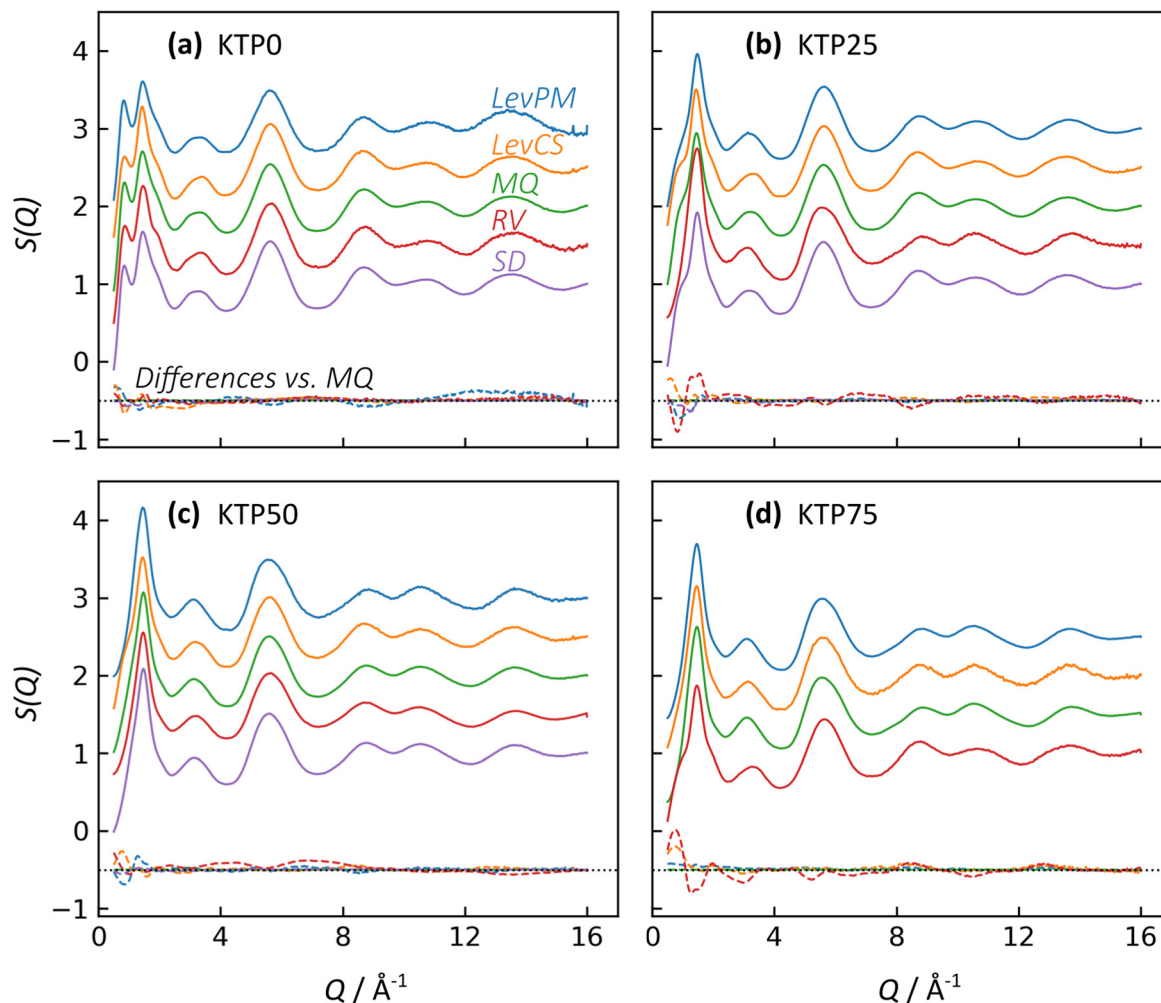 (a) KTP0
(b) KTP25
4
3
2
1
0
−1
S(Q)
LevPM
LevCS
MQ
RV
SD
Differences vs. MQ
(c) KTP50
(d) KTP75
4
3
2
1
0
−1
S(Q)
0 4 8 12 16
0 4 8 12 16
Q / Å-1
Q / Å-1